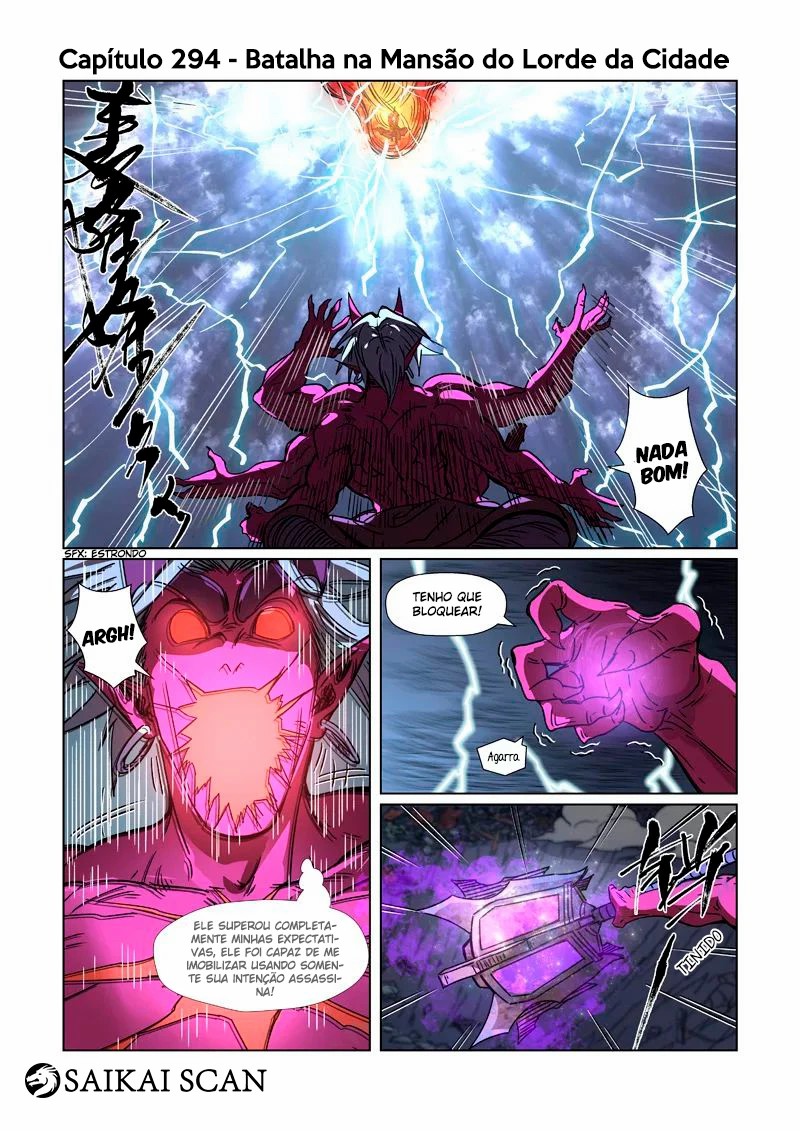 Capítulo 294 - Batalha na Mansão do Lorde da Cidade
NADA
BOM!
SFX: ESTRONDO
ARGH!
TENHO QUE
BLOQUEAR!
Agarra
ELE SUPEROU COMPLETA-
MENTE MINHAS EXPECTATI-
VAS, ELE FOI CAPAZ DE ME
IMOBILIZAR USANDO SOMEN-
TE SUA INTENÇÃO ASSASSI-
NA!
TINIDO
SAIKAI SCAN